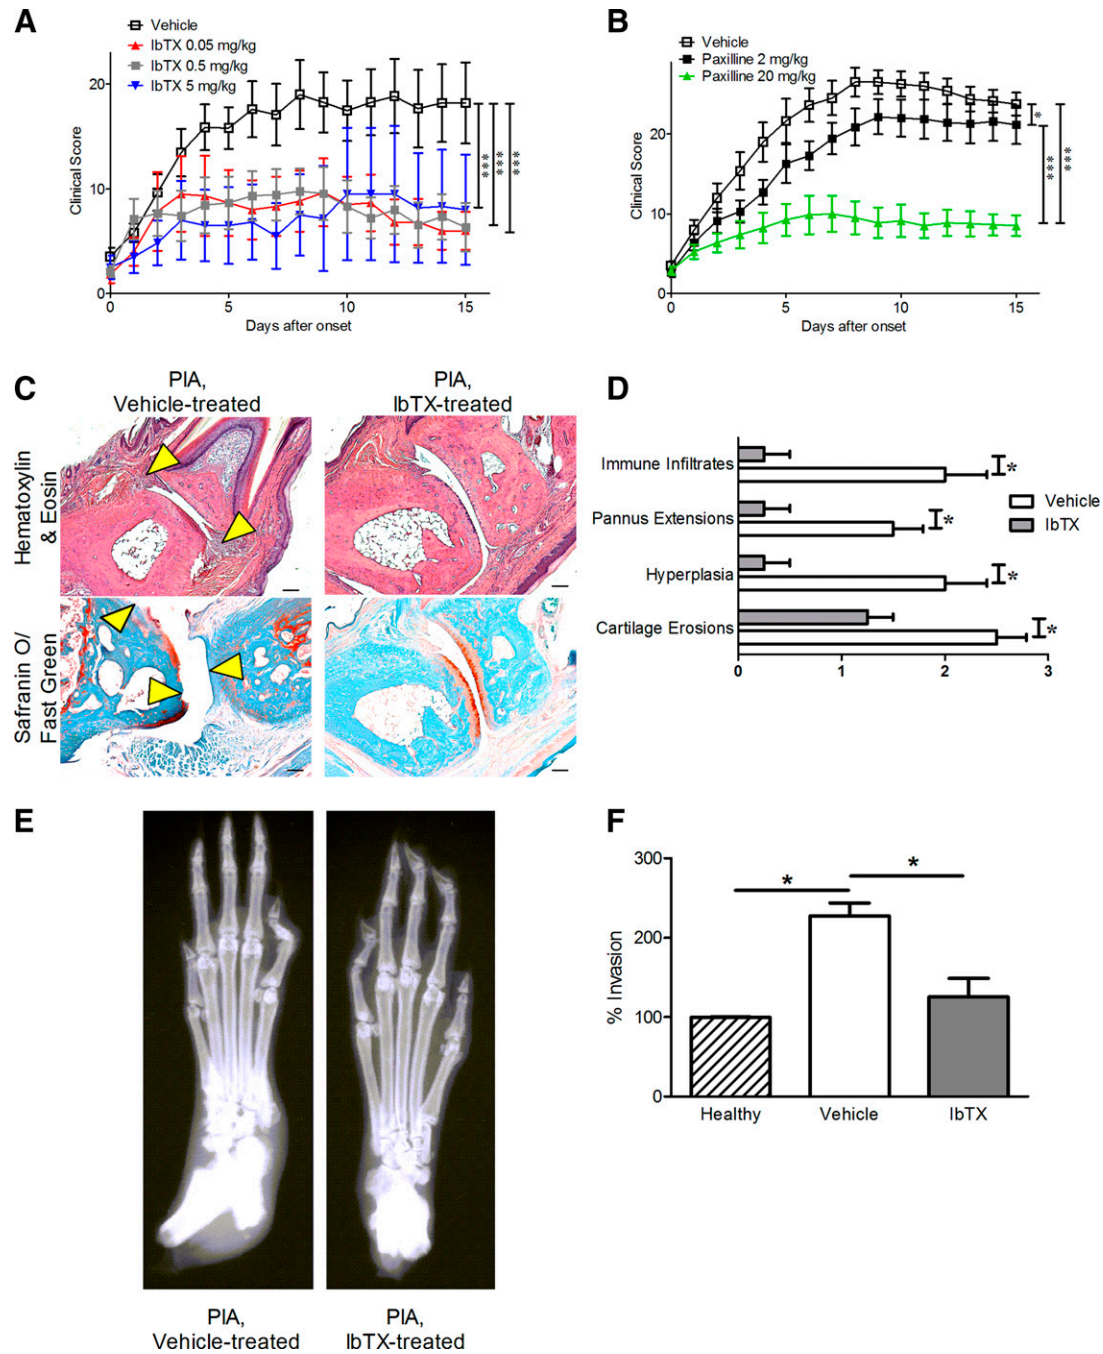 A
Vehicle
IbTX 0.05 mg/kg
IbTX 0.5 mg/kg
IbTX 5 mg/kg
Clinical Score
20
10
0
0
5
10
15
Days after onset
***
***
***
B
Vehicle
Paxilline 2 mg/kg
Paxilline 20 mg/kg
Clinical Score
20
10
0
0
5
10
15
Days after onset
*
***
***
C
PIA,
Vehicle-treated
PIA,
IbTX-treated
Hematoxylin
& Eosin
Safranin O/
Fast Green
D
Immune Infiltrates
Pannus Extensions
Hyperplasia
Cartilage Erosions
*
*
*
*
Vehicle
IbTX
0
1
2
3
E
PIA,
Vehicle-treated
PIA,
IbTX-treated
F
% Invasion
300
200
100
0
*
*
Healthy
Vehicle
IbTX